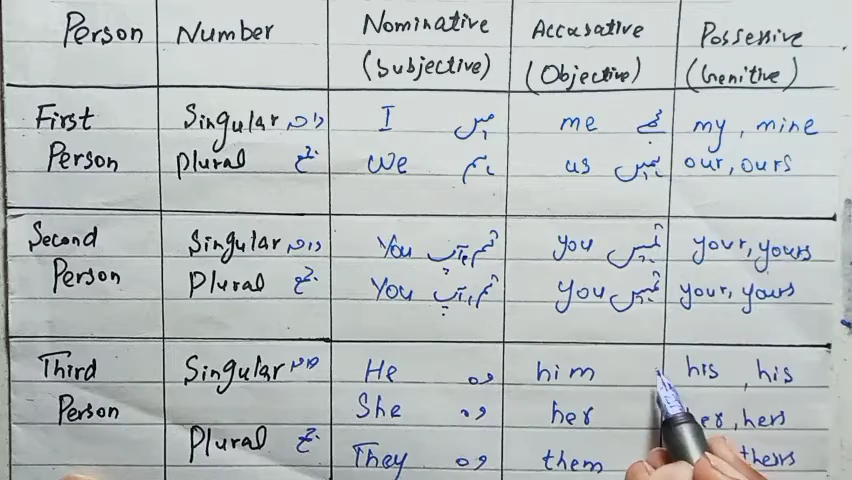 Person Number Nominative Accusative Possessive
(Subjective) (Objective) (Genitive)
First Singular واحد I میں me مجھے my, mine
Person Plural جمع We ہم us ہمیں our, ours
Second Singular واحد You تم، آپ you تمہیں your, yours
Person Plural جمع You تم، آپ you تمہیں your, yours
Third Singular واحد He وہ him his, his
Person She وہ her her, hers
Plural جمع They وہ them theirs